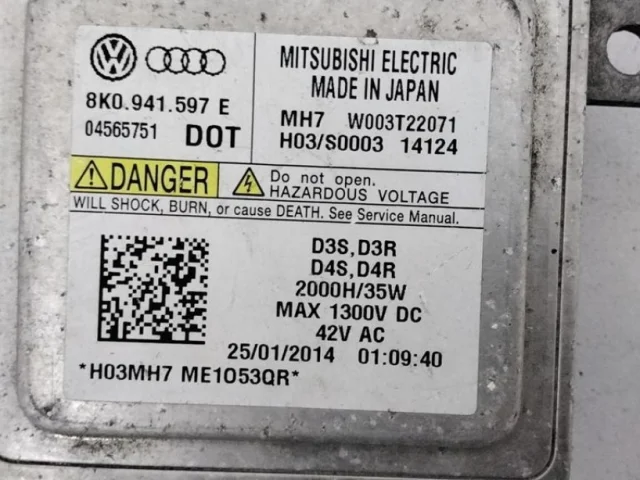 8K0.941.597 E
04565751 DOT
MITSUBISHI ELECTRIC
MADE IN JAPAN
MH7 W003T22071
H03/S0003 14124
DANGER
Do not open.
HAZARDOUS VOLTAGE
WILL SHOCK, BURN, or cause DEATH. See Service Manual.
D3S,D3R
D4S,D4R
2000H/35W
MAX 1300V DC
42V AC
25/01/2014 01:09:40
*H03MH7 ME1053QR*